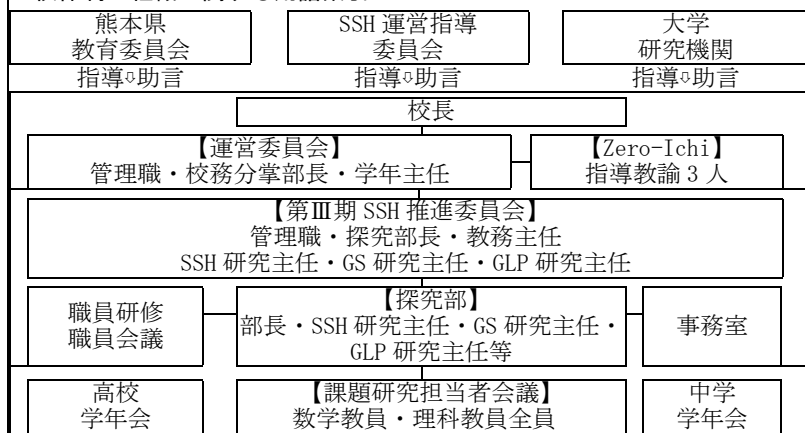 熊本県
教育委員会
SSH 運営指導
委員会
大学
研究機関
指導⇩助言
指導⇩助言
指導⇩助言
校長
【運営委員会】
管理職・校務分掌部長・学年主任
【Zero-Ichi】
指導教諭 3 人
【第Ⅲ期 SSH 推進委員会】
管理職・探究部長・教務主任
SSH 研究主任・GS 研究主任・GLP 研究主任
職員研修
職員会議
【探究部】
部長・SSH 研究主任・GS 研究主任・
GLP 研究主任等
事務室
高校
学年会
【課題研究担当者会議】
数学教員・理科教員全員
中学
学年会